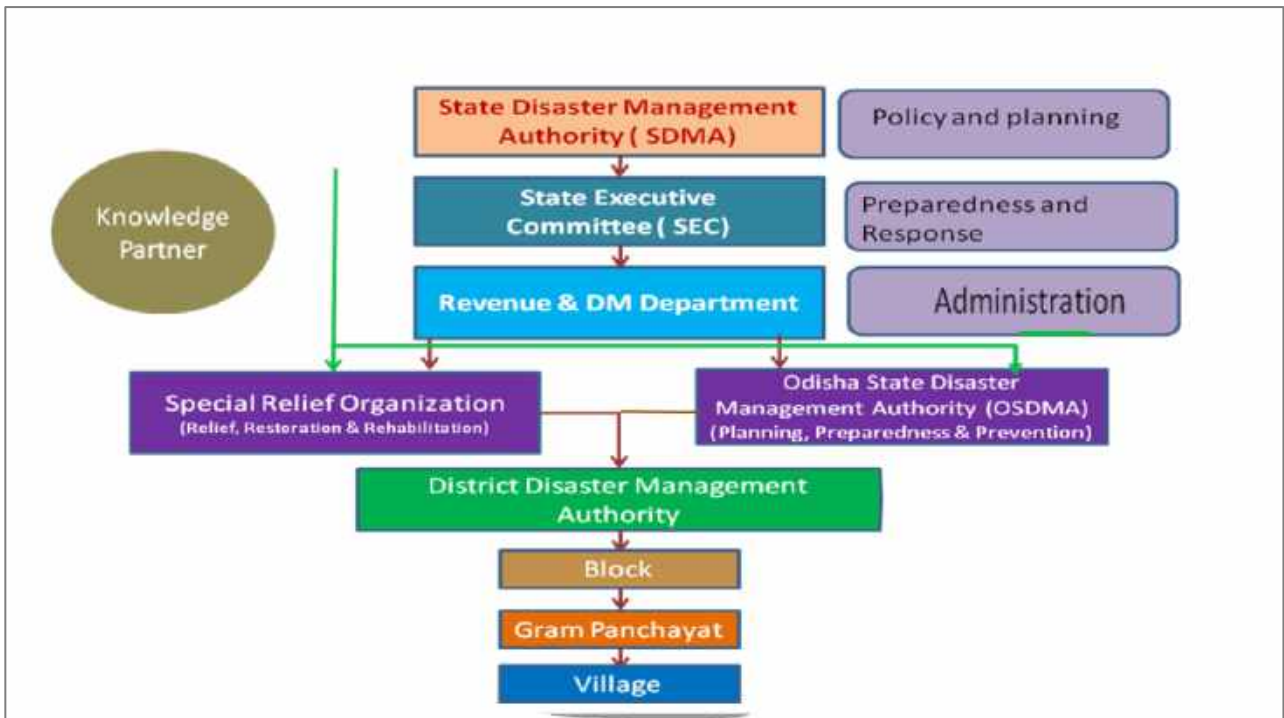 State Disaster Management
Authority ( SDMA)
Policy and planning
Knowledge
Partner
State Executive
Committee ( SEC)
Preparedness and
Response
Revenue & DM Department
Administration
Special Relief Organization
(Relief, Restoration & Rehabilitation)
Odisha State Disaster
Management Authority (OSDMA)
(Planning, Preparedness & Prevention)
District Disaster Management
Authority
Block
Gram Panchayat
Village